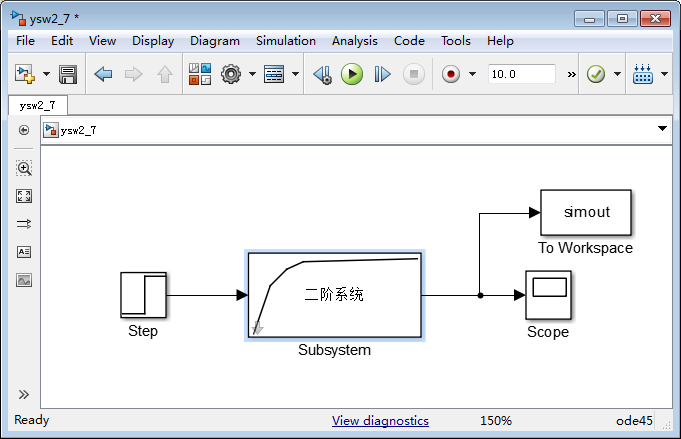 ysw2_7 *
File Edit View Display Diagram Simulation Analysis Code Tools Help
10.0 »
ysw2_7
ysw2_7
simout
To Workspace
二阶系统
Step
Subsystem
Scope
Ready View diagnostics 150% ode45